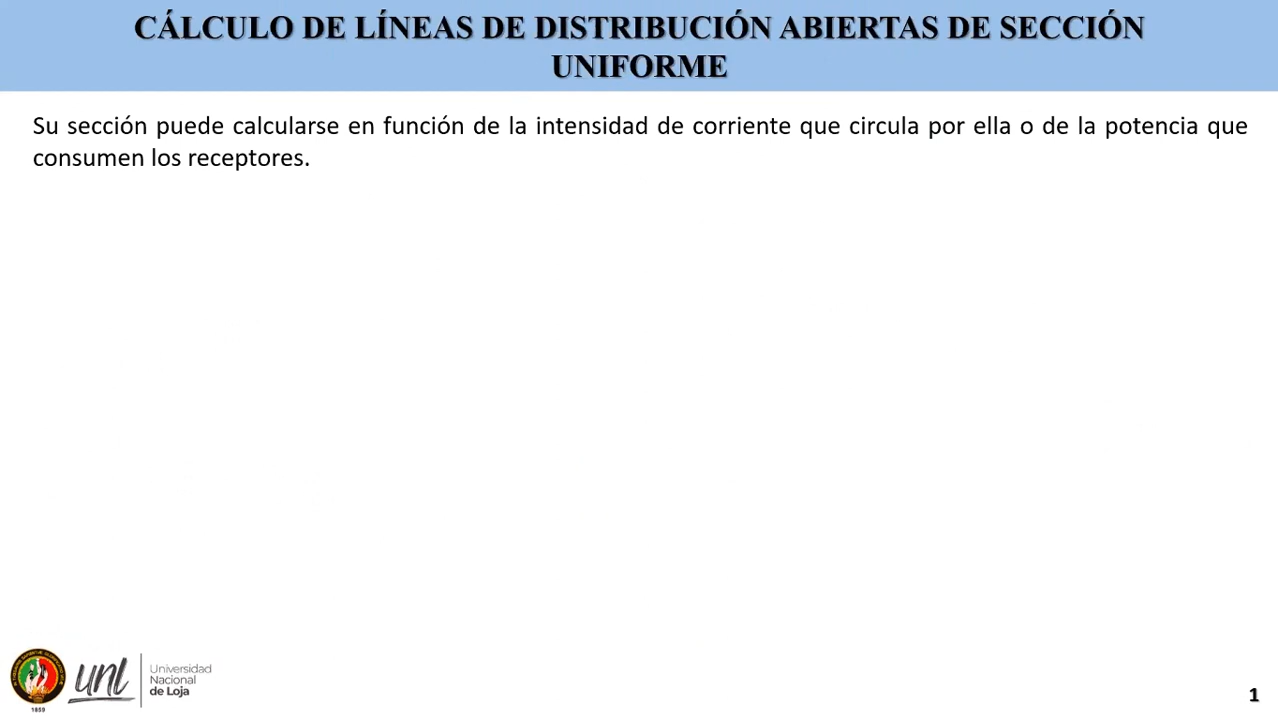 CÁLCULO DE LÍNEAS DE DISTRIBUCIÓN ABIERTAS DE SECCIÓN
UNIFORME
Su sección puede calcularse en función de la intensidad de corriente que circula por ella o de la potencia que
consumen los receptores.
1859
unl
Universidad
Nacional
de Loja
1